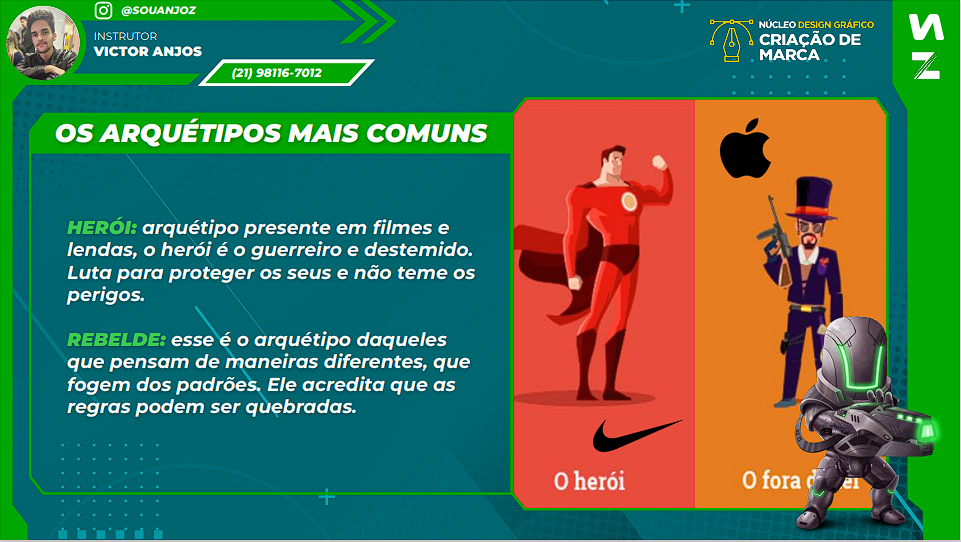 @SOUANJOZ
INSTRUTOR
VICTOR ANJOS
(21) 98116-7012
NÚCLEO DESIGN GRÁFICO
CRIAÇÃO DE
MARCA
OS ARQUÉTIPOS MAIS COMUNS
HERÓI: arquétipo presente em filmes e
lendas, o herói é o guerreiro e destemido.
Luta para proteger os seus e não teme os
perigos.
REBELDE: esse é o arquétipo daqueles
que pensam de maneiras diferentes, que
fogem dos padrões. Ele acredita que as
regras podem ser quebradas.
O herói
O fora